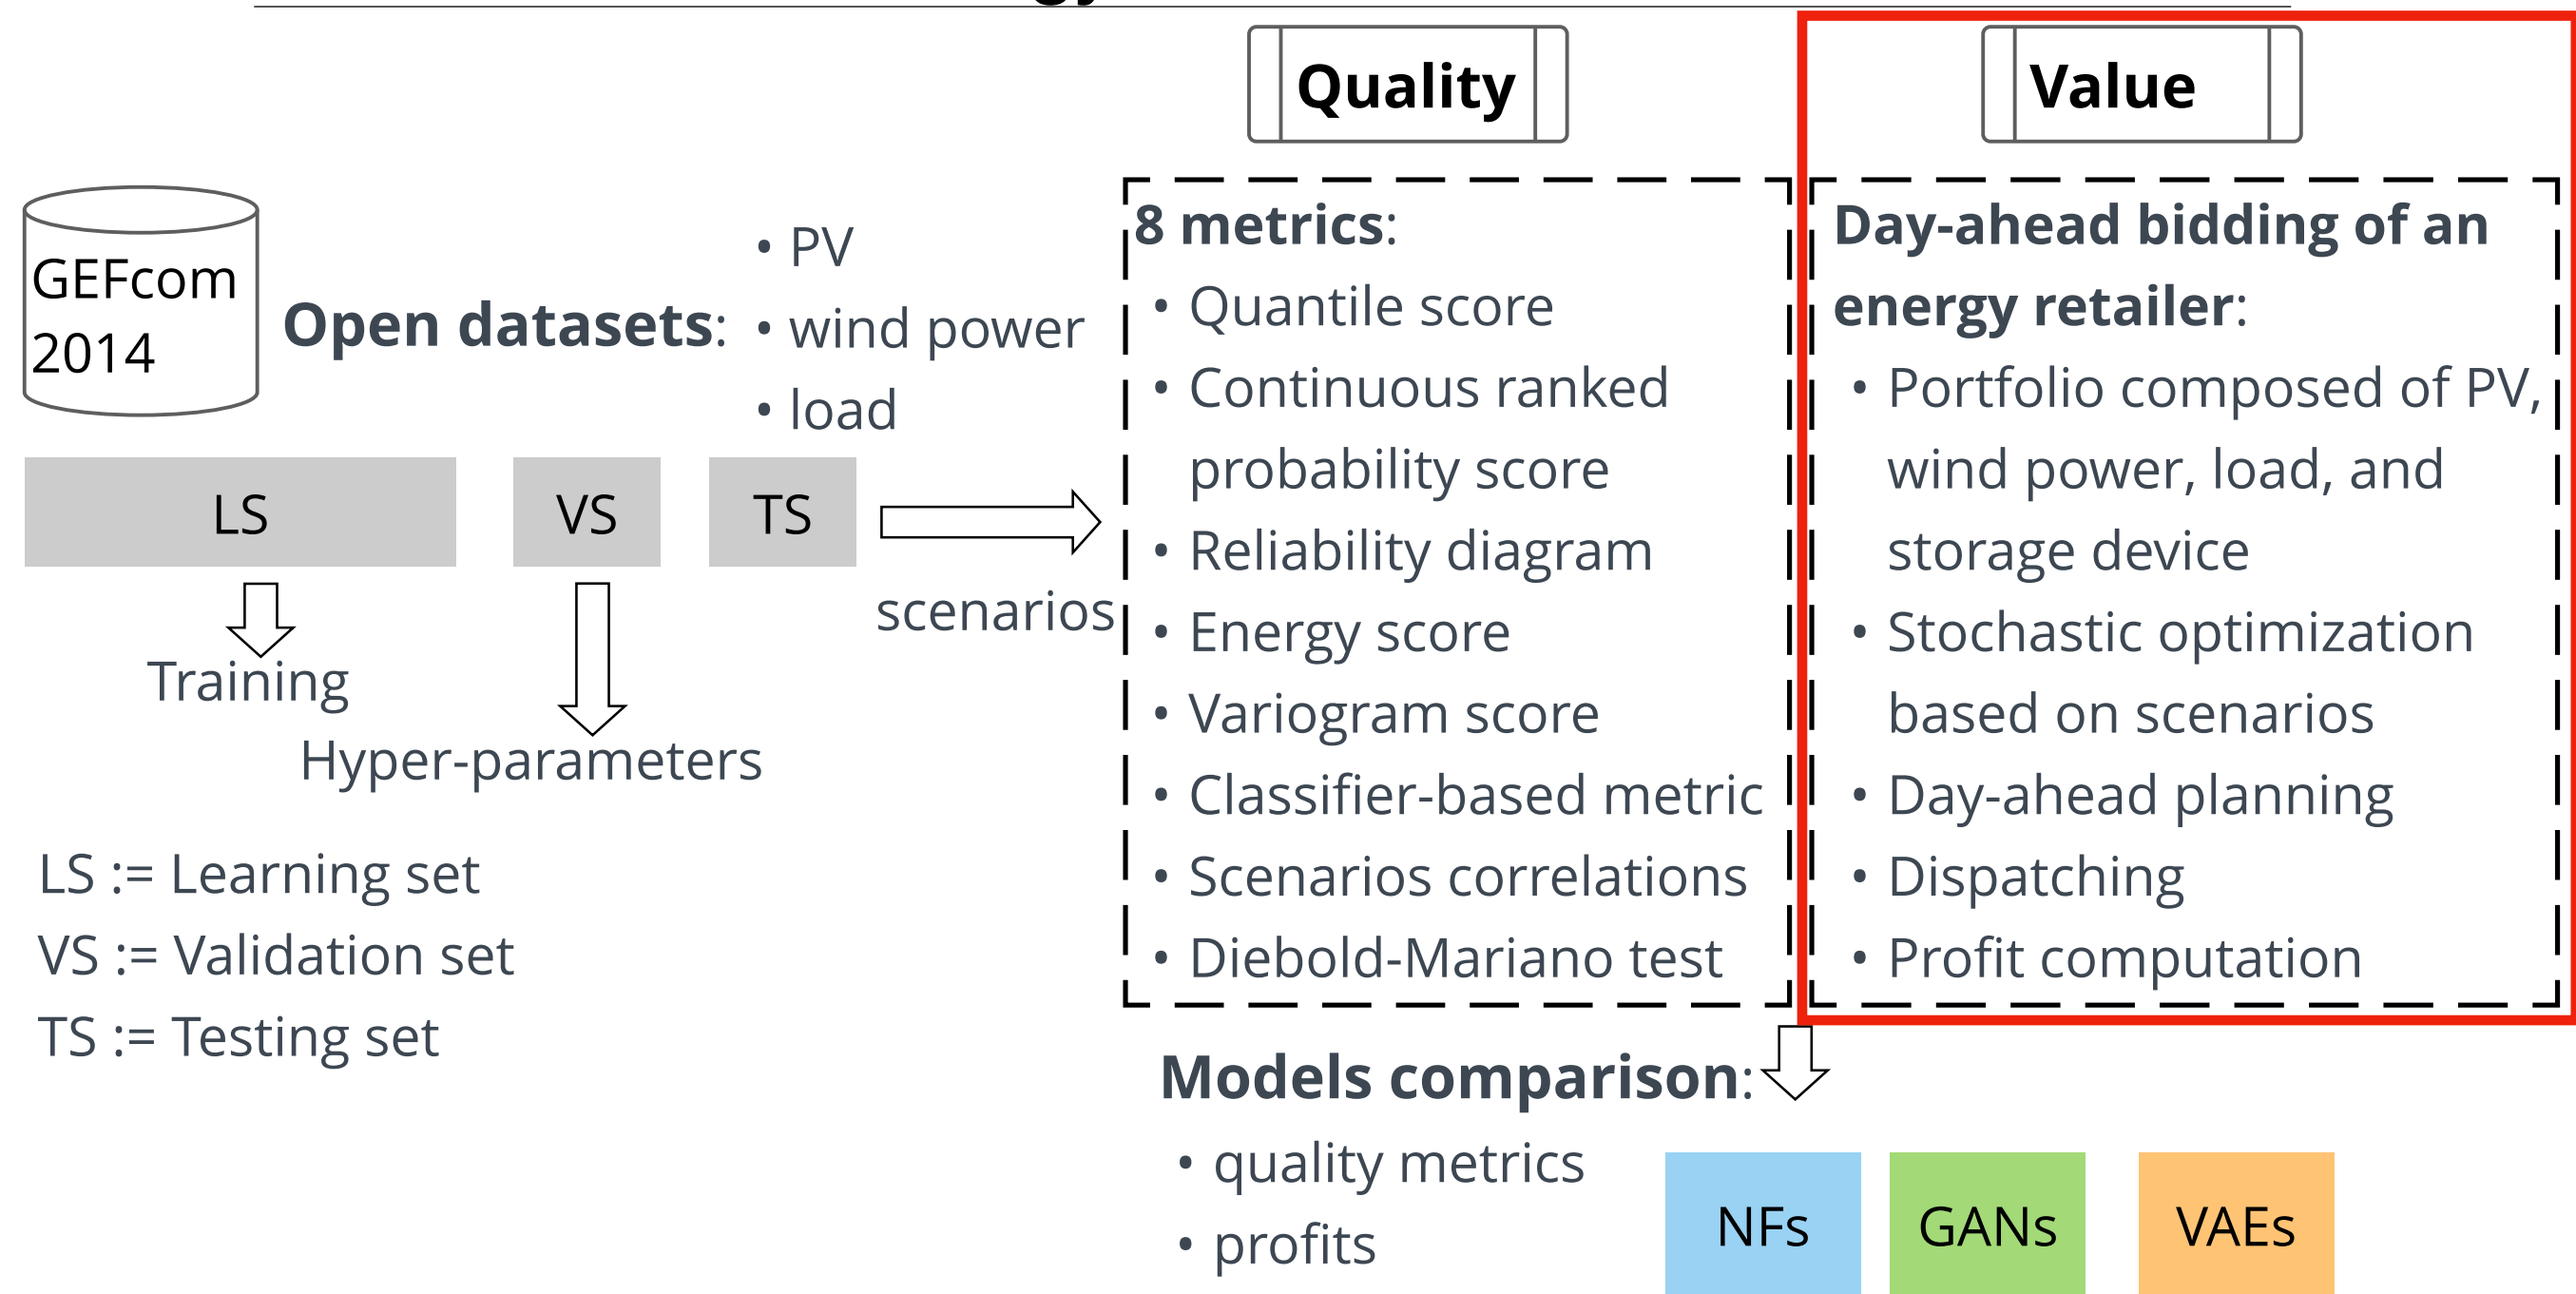 Quality
Value
GEFcom
2014
Open datasets:
• PV
• wind power
• load
LS
VS
TS
scenarios
Training
Hyper-parameters
LS := Learning set
VS := Validation set
TS := Testing set
8 metrics:
• Quantile score
• Continuous ranked
probability score
• Reliability diagram
• Energy score
• Variogram score
• Classifier-based metric
• Scenarios correlations
• Diebold-Mariano test
Day-ahead bidding of an
energy retailer:
• Portfolio composed of PV,
wind power, load, and
storage device
• Stochastic optimization
based on scenarios
• Day-ahead planning
• Dispatching
• Profit computation
Models comparison:
• quality metrics
• profits
NFs
GANs
VAEs